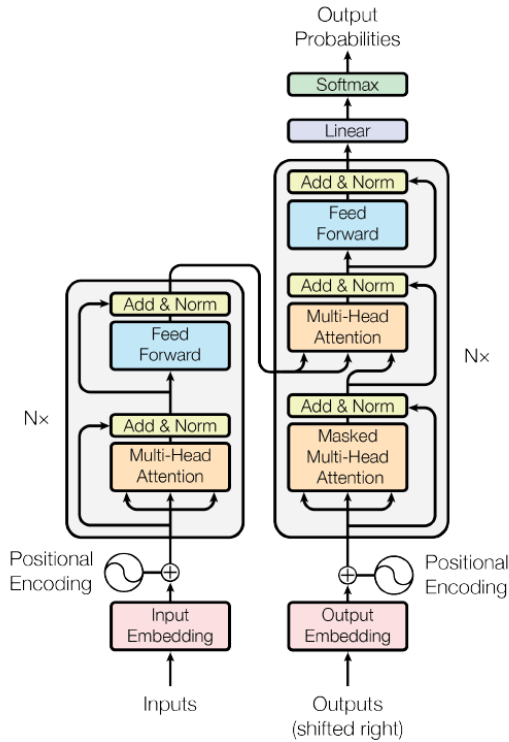 Output
Probabilities
Softmax
Linear
Add & Norm
Feed
Forward
Add & Norm
Multi-Head
Attention
Add & Norm
Masked
Multi-Head
Attention
N×
Add & Norm
Feed
Forward
Add & Norm
Multi-Head
Attention
N×
Positional
Encoding
Positional
Encoding
Input
Embedding
Output
Embedding
Inputs
Outputs
(shifted right)